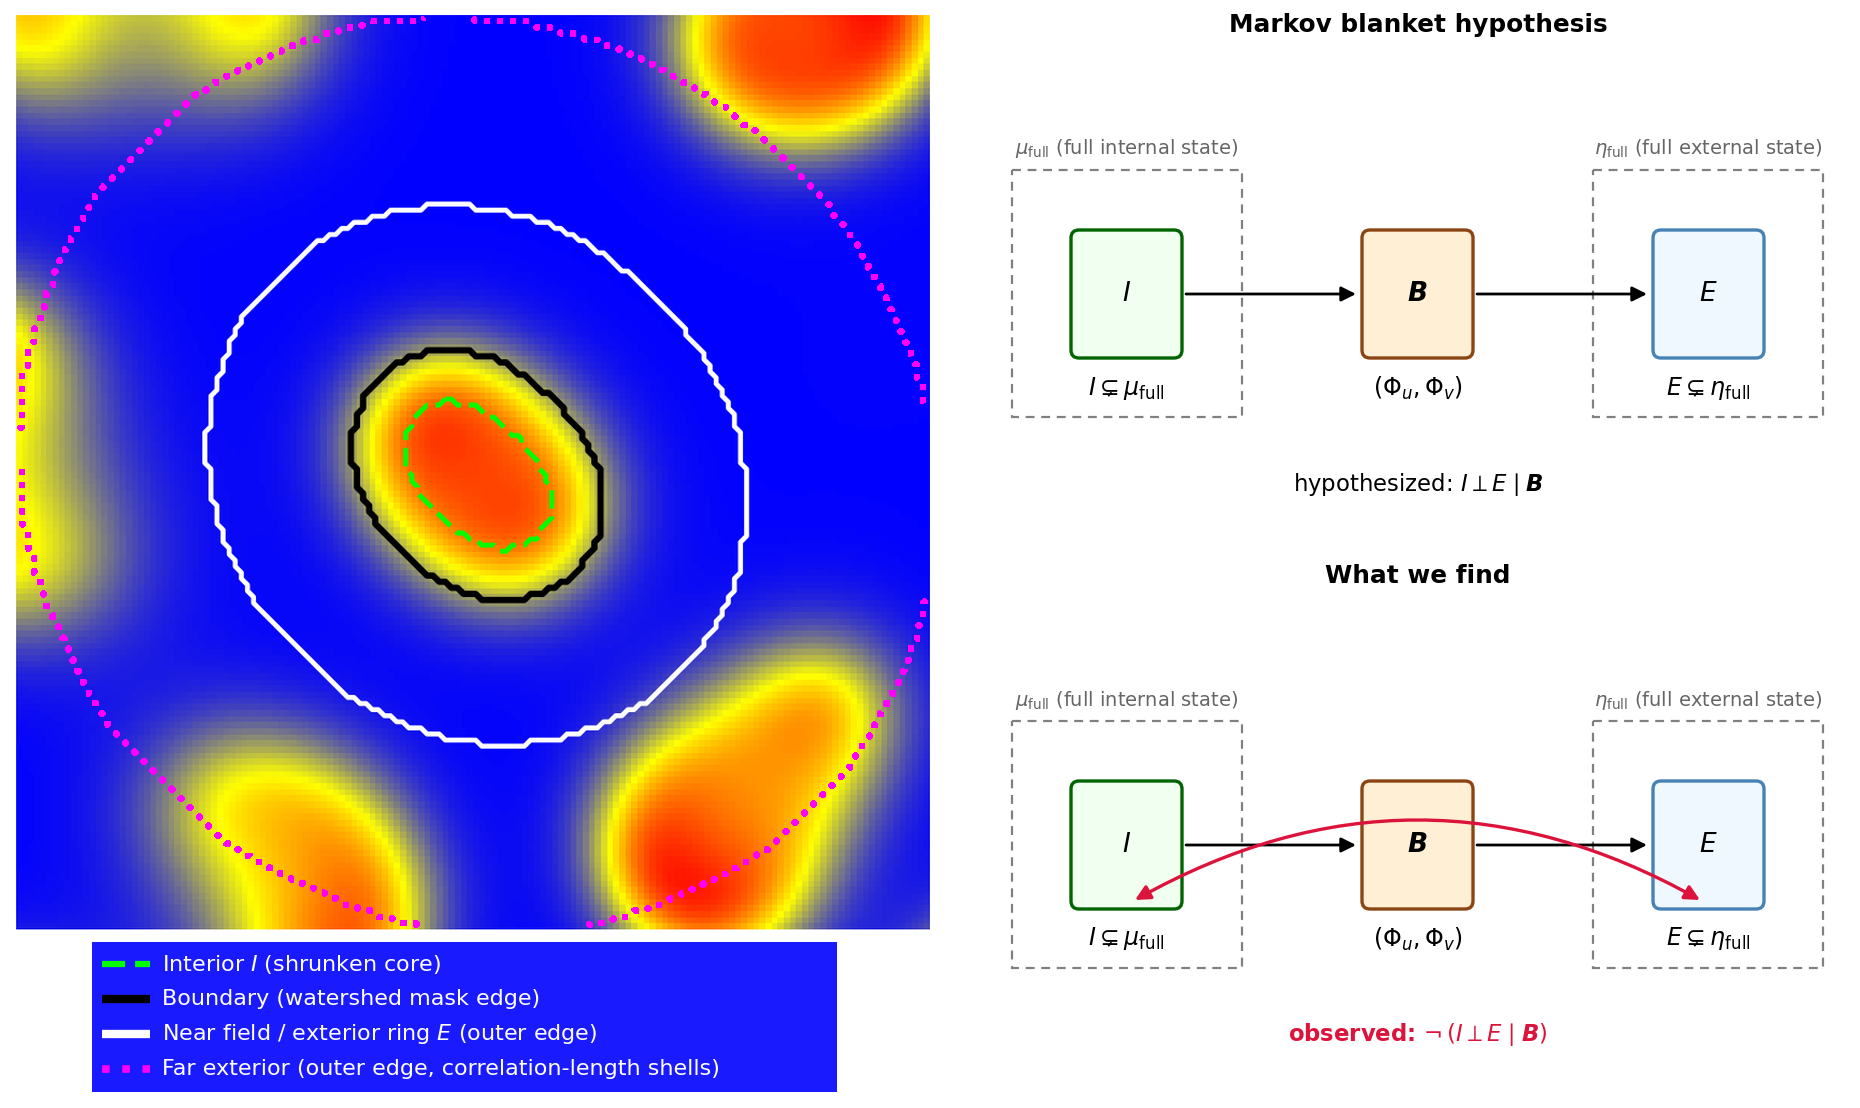 Markov blanket hypothesis
μfull (full internal state)
ηfull (full external state)
I
B
E
I ⊊ μfull
(Φu, Φv)
E ⊊ ηfull
hypothesized: I ⊥ E | B
What we find
μfull (full internal state)
ηfull (full external state)
I
B
E
I ⊊ μfull
(Φu, Φv)
E ⊊ ηfull
observed: ¬ (I ⊥ E | B)
Interior I (shrunken core)
Boundary (watershed mask edge)
Near field / exterior ring E (outer edge)
Far exterior (outer edge, correlation-length shells)